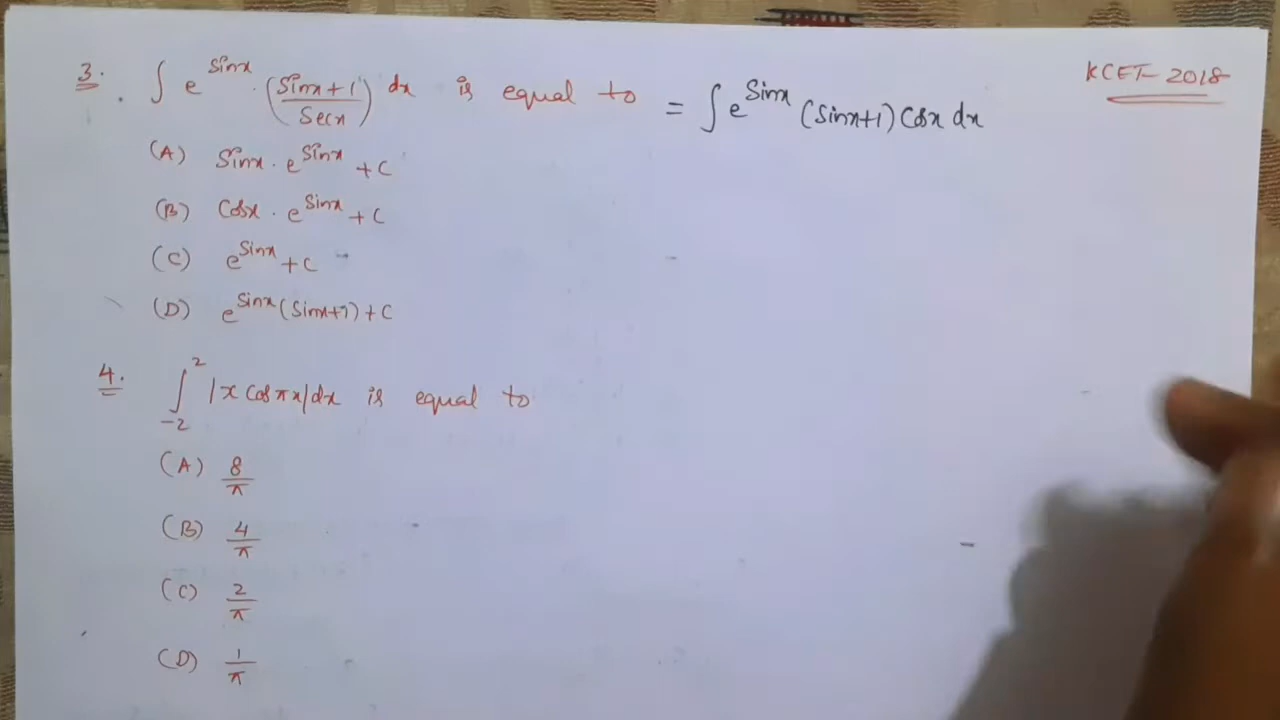 KCET- 2018
3. ∫ e^Sinx . (Sinx+1 / Secx) dx is equal to = ∫ e^Sinx (Sinx+1) Cosx dx
(A) Sinx . e^Sinx + C
(B) Cosx . e^Sinx + C
(C) e^Sinx + C
(D) e^Sinx (Sinx+1) + C
4. ∫_-2^2 |x Cos πx| dx is equal to
(A) 8/π
(B) 4/π
(C) 2/π
(D) 1/π